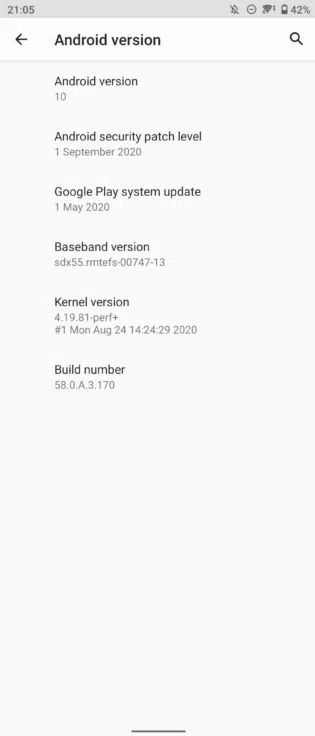 21:05
42%
Android version
Android version
10
Android security patch level
1 September 2020
Google Play system update
1 May 2020
Baseband version
sdx55.rmtefs-00747-13
Kernel version
4.19.81-perf+
#1 Mon Aug 24 14:24:29 2020
Build number
58.0.A.3.170